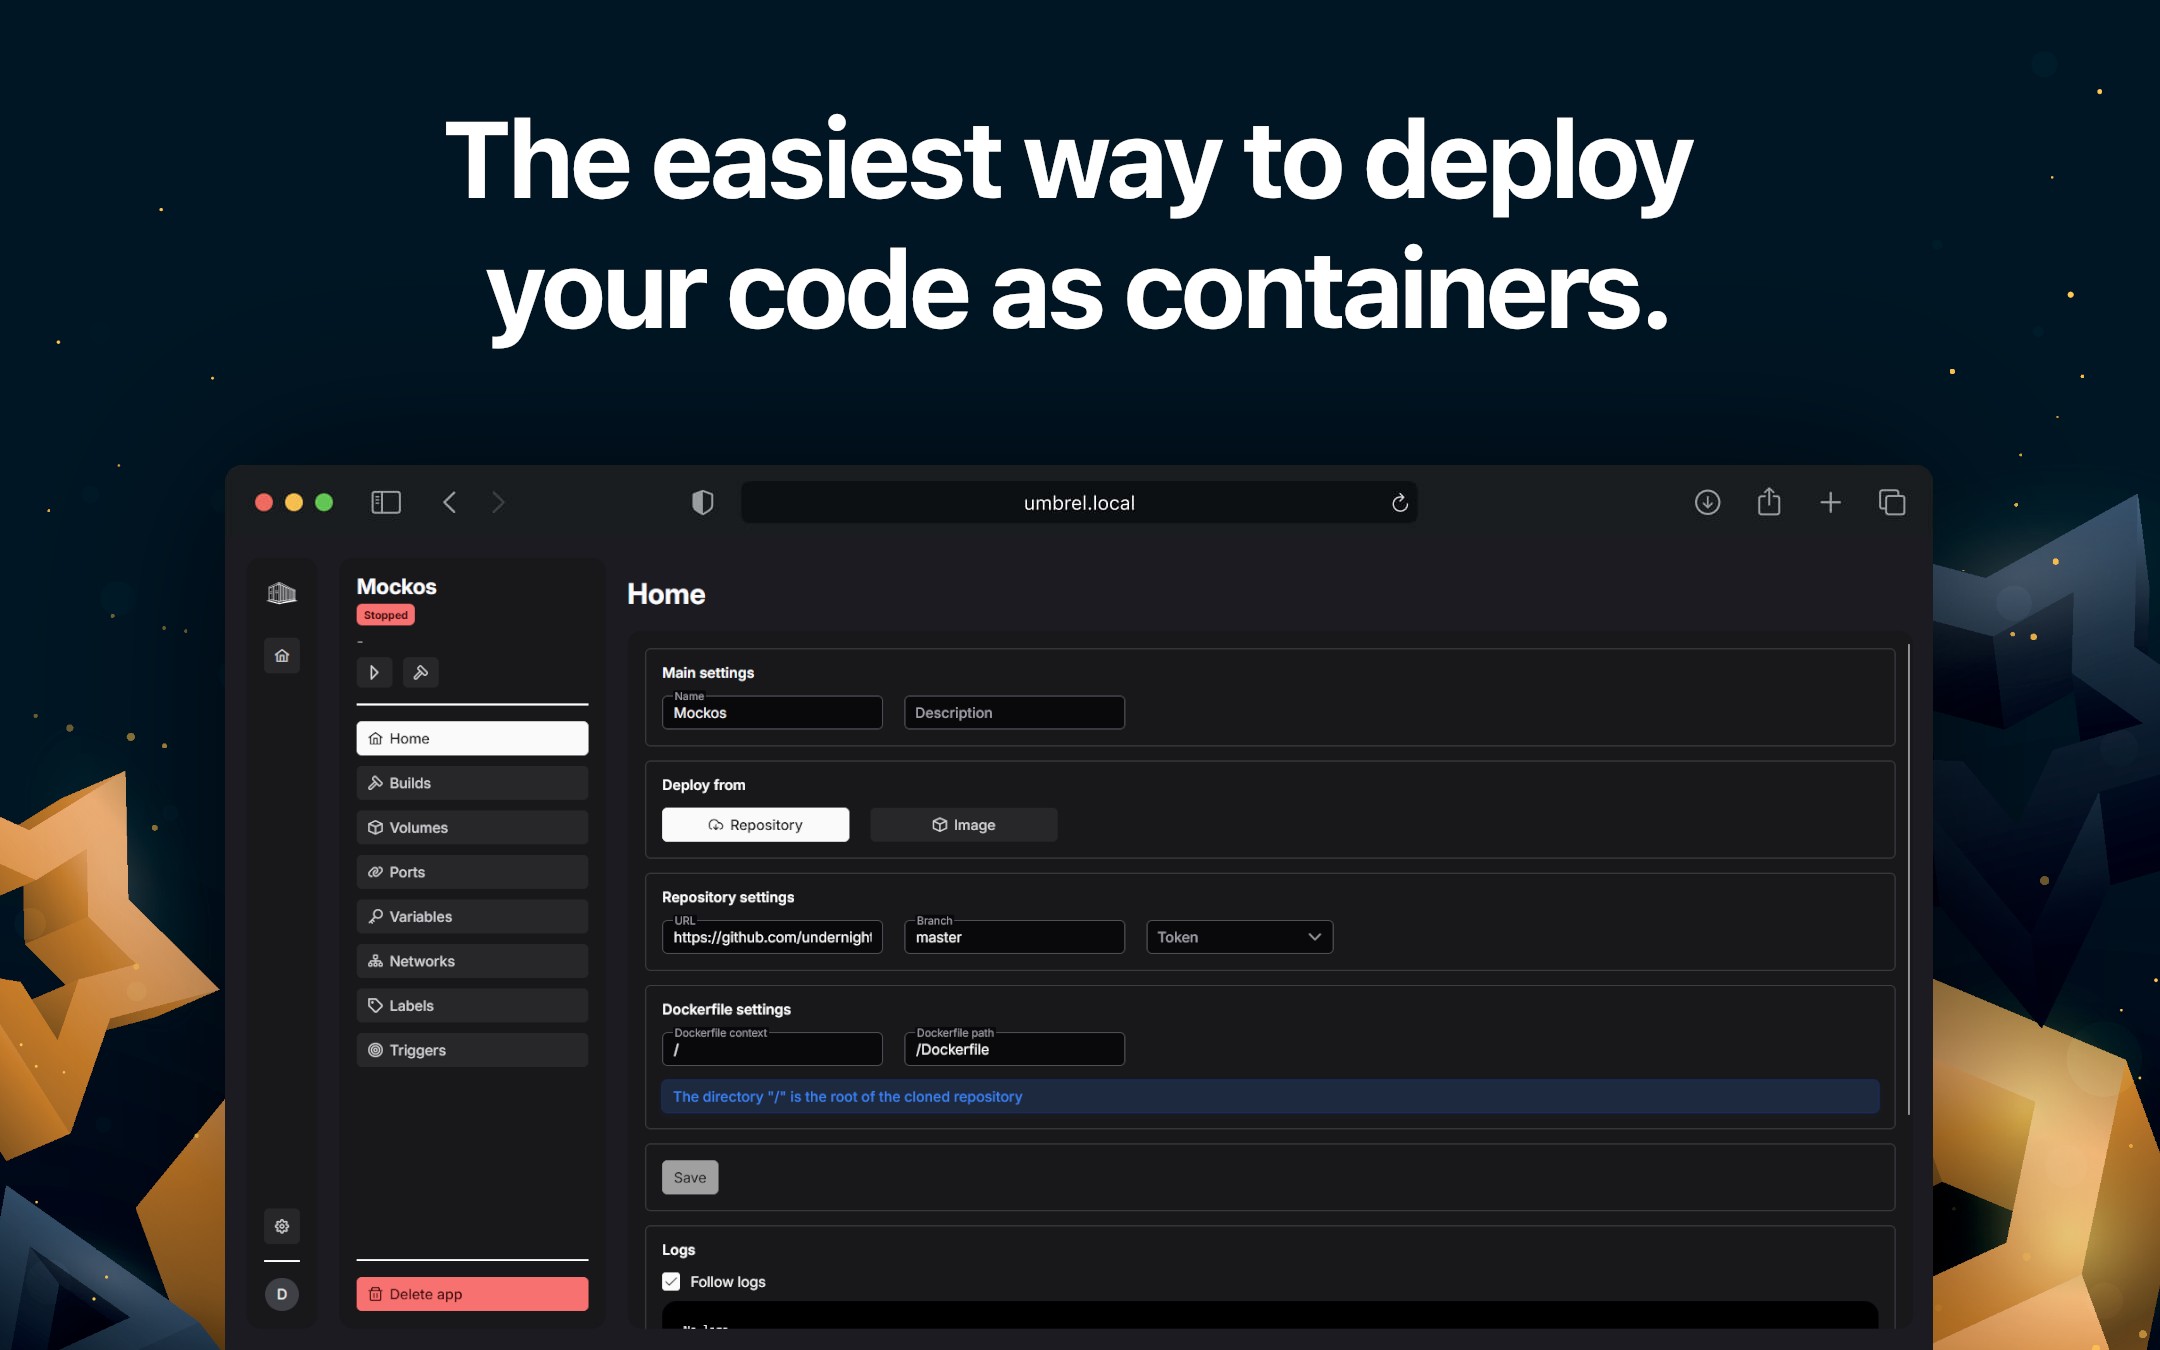 The easiest way to deploy
your code as containers.
umbrel.local
Mockos
Stopped
-
Home
Builds
Volumes
Ports
Variables
Networks
Labels
Triggers
Delete app
D
Home
Main settings
Name
Mockos
Description
Deploy from
Repository
Image
Repository settings
URL
https://github.com/undernight
Branch
master
Token
Dockerfile settings
Dockerfile context
/
Dockerfile path
/Dockerfile
The directory "/" is the root of the cloned repository
Save
Logs
Follow logs